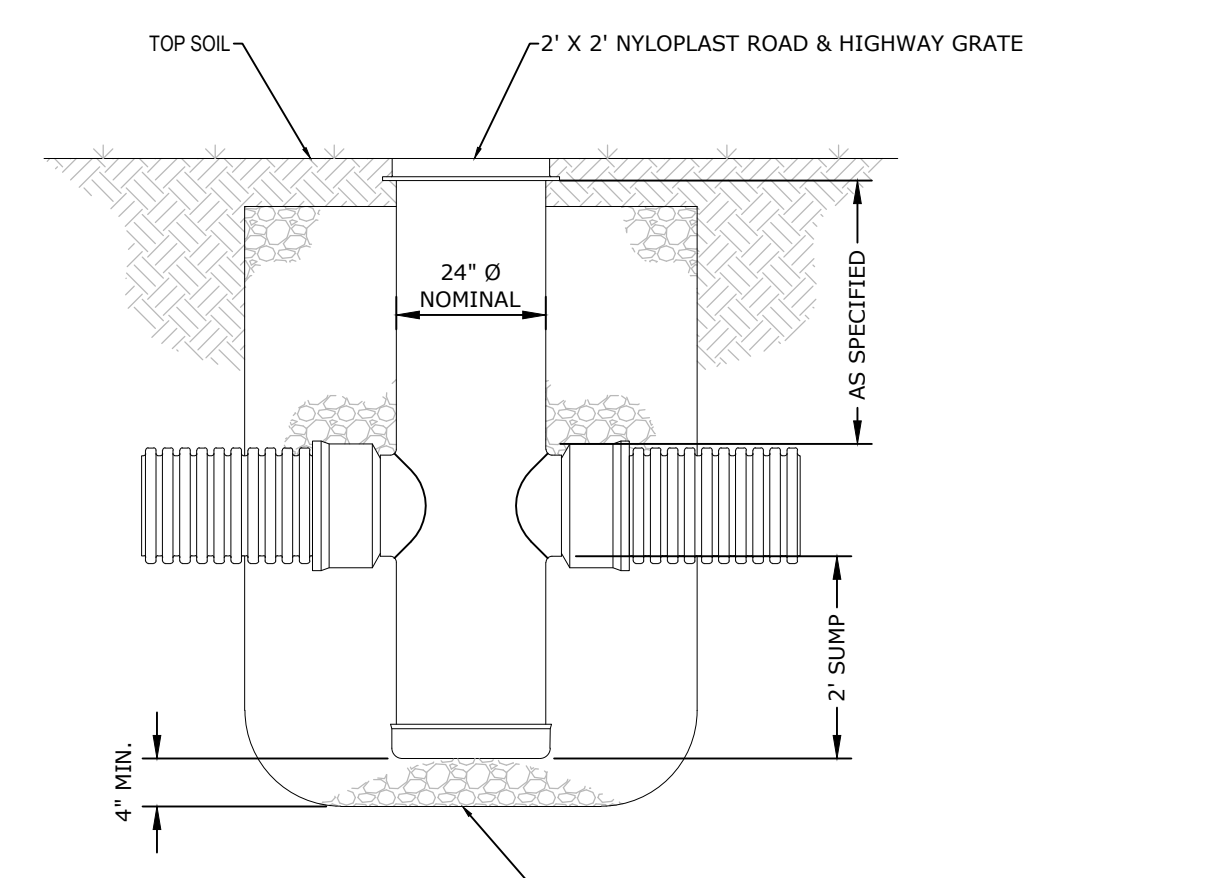 TOP SOIL
2' X 2' NYLOPLAST ROAD & HIGHWAY GRATE
24" Ø
NOMINAL
AS SPECIFIED
2' SUMP
4" MIN.